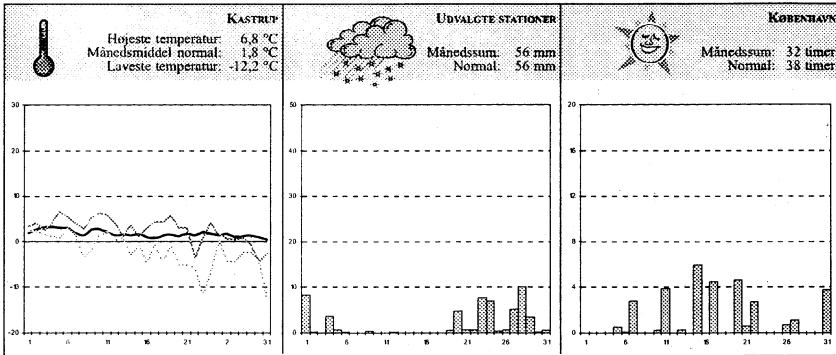 KASTRUP
Højeste temperatur: 6,8 °C
Månedsmiddel normal: 1,8 °C
Laveste temperatur: -12,2 °C
30
20
10
0
-10
-20
1 6 11 16 21 26 31
UDVALGTE STATIONER
Månedssum: 56 mm
Normal: 56 mm
50
40
30
20
10
0
1 6 11 16 21 26 31
KØBENHAVN
Månedssum: 32 timer
Normal: 38 timer
20
16
12
8
4
0
1 6 11 16 21 26 31